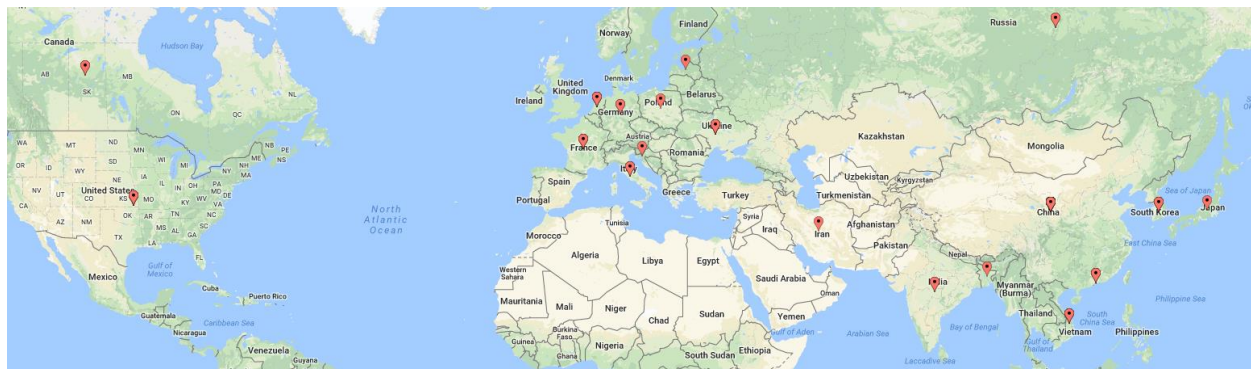 Finland
Russia
Norway
Canada
Hudson Bay
AB
MB
SK
NL
ON
QC
Denmark
United
Kingdom
Ireland
Belarus
Germany
Poland
Ukraine
Austria
France
Romania
Italy
Spain
Portugal
Greece
Turkey
Kazakhstan
Mongolia
Uzbekistan
Kyrgyzstan
Turkmenistan
WA
MT
ND
MN
NB
PE
NS
OR
ID
WY
SD
WI
MI
ME
VT
NH
NY
MA
NE
IA
NV
UT
United States
CO
KS
MO
IL
IN
OH
PA
NJ
MD
DE
KY
WV
VA
CA
AZ
NM
OK
AR
TN
NC
SC
TX
LA
MS
AL
GA
FL
North
Atlantic
Ocean
Sea of Japan
China
South Korea
Japan
East China Sea
Syria
Iraq
Iran
Afghanistan
Pakistan
Nepal
Tunisia
Morocco
Algeria
Libya
Egypt
Western
Sahara
Saudi Arabia
Oman
India
Myanmar
(Burma)
Gulf of
Mexico
Mexico
Cuba
Puerto Rico
Guatemala
Nicaragua
Caribbean Sea
Venezuela
Guyana
Mauritania
Mali
Niger
Chad
Sudan
Yemen
Gulf of Aden
Burkina
Faso
Guinea
Ghana
Nigeria
South Sudan
Ethiopia
Arabian Sea
Bay of Bengal
Thailand
South
China Sea
Vietnam
Gulf of
Thailand
Philippines
Philippine Sea
Laccadive Sea